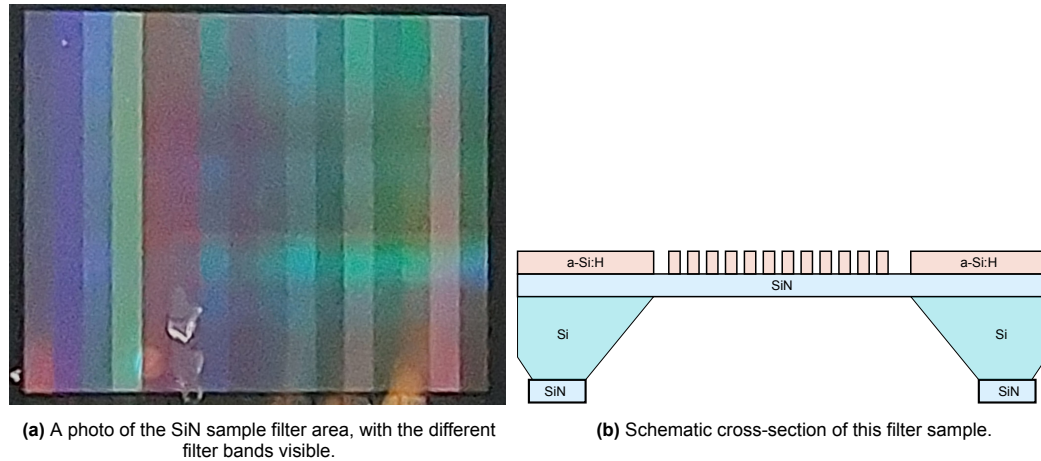 a-Si:H
a-Si:H
SiN
Si
Si
SiN
SiN
(a) A photo of the SiN sample filter area, with the different
filter bands visible.
(b) Schematic cross-section of this filter sample.